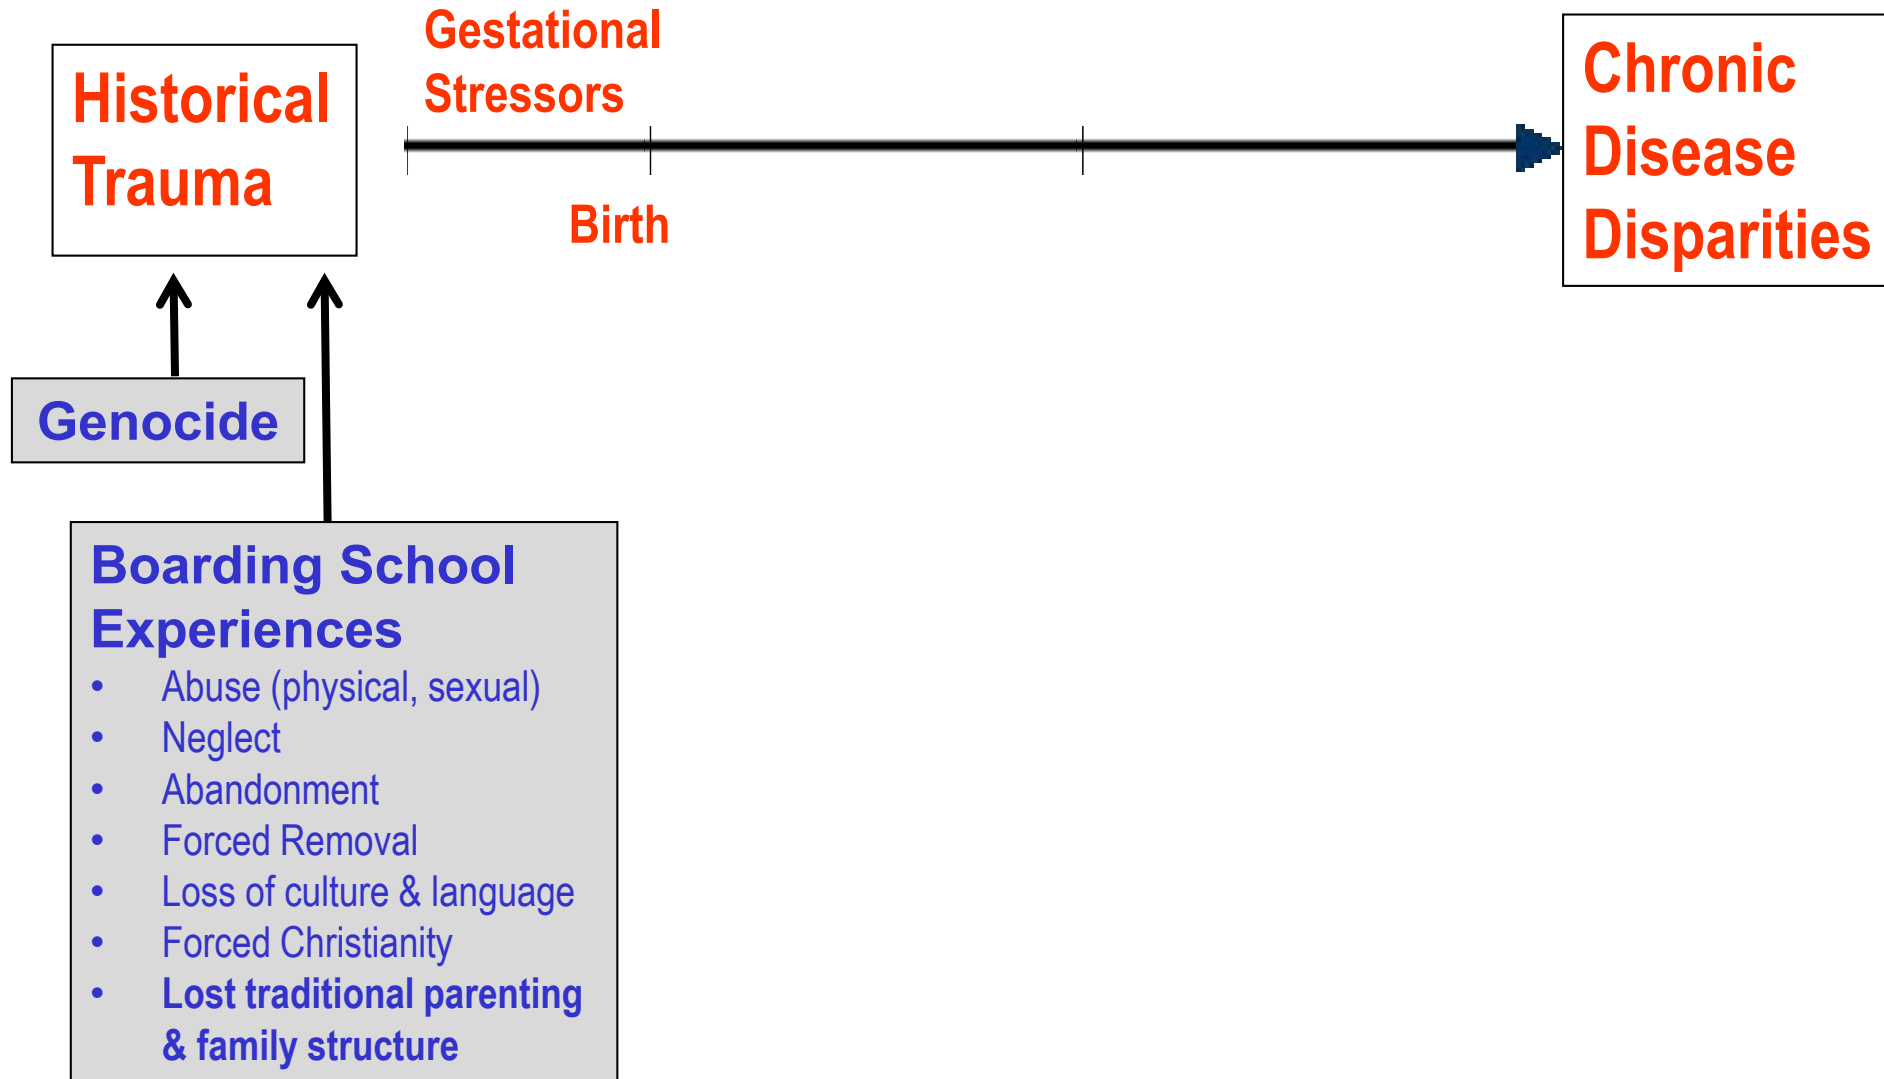 Gestational
Stressors
Historical
Trauma
Chronic
Disease
Disparities
Birth
Genocide
Boarding School
Experiences
• Abuse (physical, sexual)
• Neglect
• Abandonment
• Forced Removal
• Loss of culture & language
• Forced Christianity
• Lost traditional parenting
& family structure